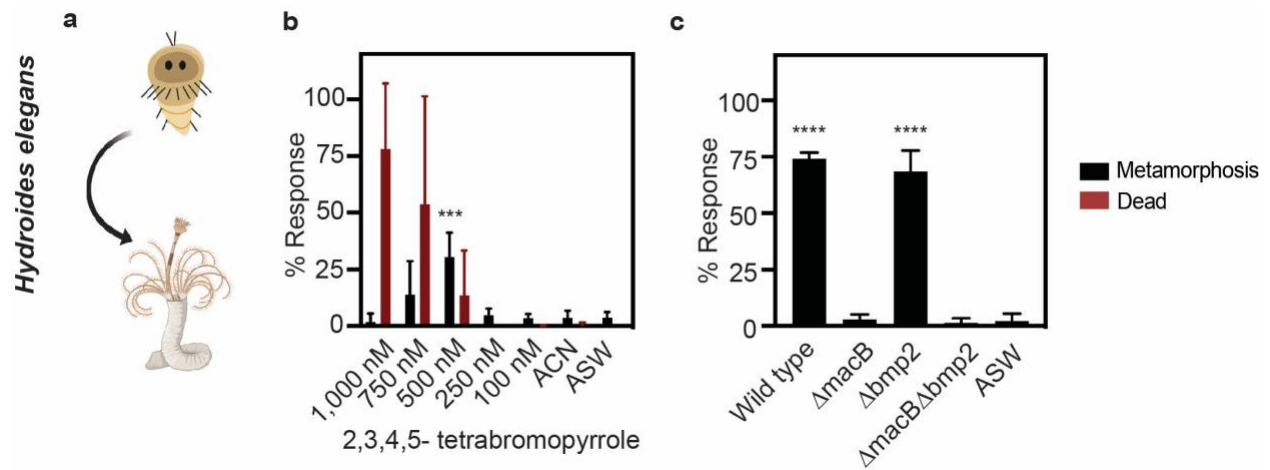 a
Hydroides elegans
b
% Response
100
75
50
25
0
***
1,000 nM
750 nM
500 nM
250 nM
100 nM
ACN
ASW
2,3,4,5- tetrabromopyrrole
c
% Response
100
75
50
25
0
****
****
Wild type
ΔmacB
Δbmp2
ΔmacBΔbmp2
ASW
Metamorphosis
Dead